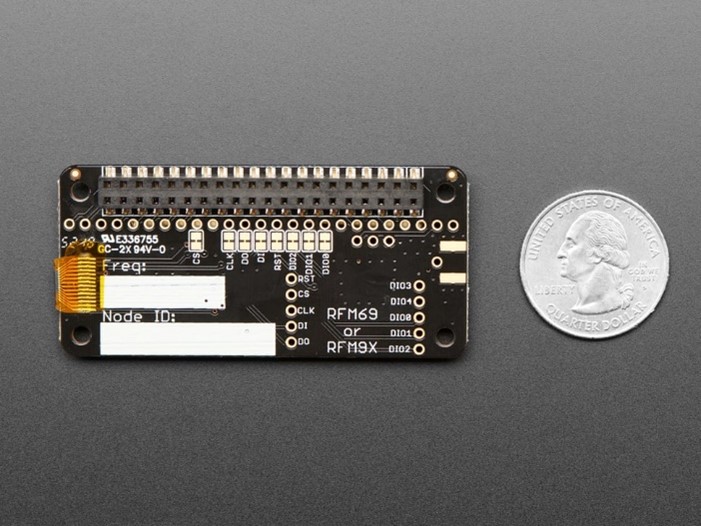 5218
E336755
GC-2X 94V-0
CS
CLK
DO
DI
RST
DIO2
DIO1
DIO0
Freq:
RST
CS
CLK
DI
DO
Node ID:
RFM69
or
RFM9X
DIO3
DIO4
DIO0
DIO1
DIO2
UNITED STATES OF AMERICA
LIBERTY
IN
GOD WE
TRUST
QUARTER DOLLAR